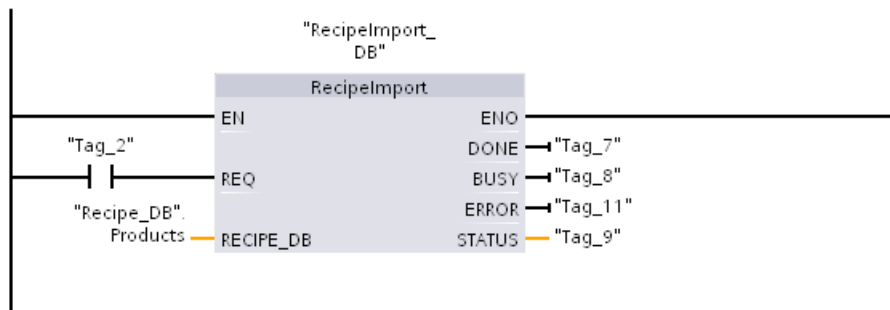 "RecipeImport_
DB"
RecipeImport
EN ENO
"Tag_2" DONE "Tag_7"
REQ BUSY "Tag_8"
"Recipe_DB". ERROR "Tag_11"
Products RECIPE_DB STATUS "Tag_9"